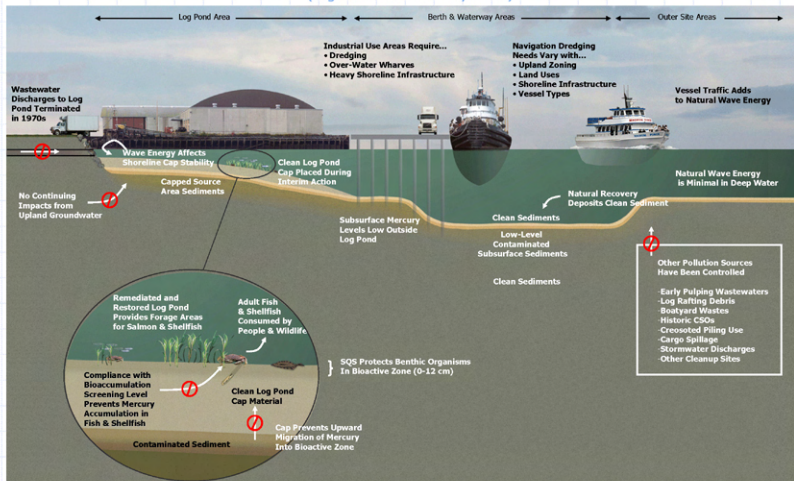 Log Pond Area
Berth & Waterway Areas
Outer Site Areas
Industrial Use Areas Require...
• Dredging
• Over-Water Wharves
• Heavy Shoreline Infrastructure
Navigation Dredging
Needs Vary with...
• Upland Zoning
• Land Uses
• Shoreline Infrastructure
• Vessel Types
Wastewater
Discharges to Log
Pond Terminated
in 1970s
Vessel Traffic Adds
to Natural Wave Energy
Wave Energy Affects
Shoreline Cap Stability
Clean Log Pond
Cap Placed During
Interim Action
Capped Source
Area Sediments
No Continuing
Impacts from
Upland Groundwater
Natural Wave Energy
is Minimal in Deep Water
Natural Recovery
Deposits Clean Sediment
Subsurface Mercury
Levels Low Outside
Log Pond
Clean Sediments
Low-Level
Contaminated
Subsurface Sediments
Clean Sediments
Other Pollution Sources
Have Been Controlled
-Early Pulping Wastewaters
-Log Rafting Debris
-Boatyard Wastes
-Historic CSOs
-Creosoted Piling Use
-Cargo Spillage
-Stormwater Discharges
-Other Cleanup Sites
Remediated and
Restored Log Pond
Provides Forage Areas
for Salmon & Shellfish
Adult Fish
& Shellfish
Consumed by
People & Wildlife
SQS Protects Benthic Organisms
In Bioactive Zone (0-12 cm)
Compliance with
Bioaccumulation
Screening Level
Prevents Mercury
Accumulation in
Fish & Shellfish
Clean Log Pond
Cap Material
Cap Prevents Upward
Migration of Mercury
Into Bioactive Zone
Contaminated Sediment